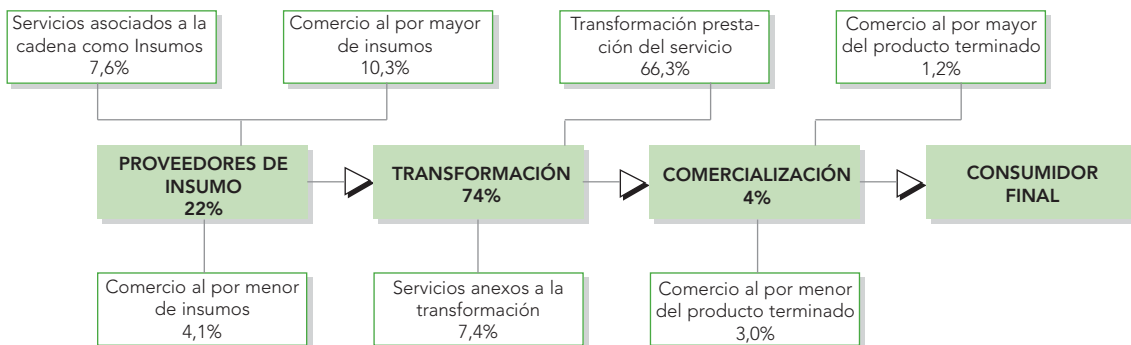 Servicios asociados a la
cadena como Insumos
7,6%
Comercio al por mayor
de insumos
10,3%
Transformación presta-
ción del servicio
66,3%
Comercio al por mayor
del producto terminado
1,2%
PROVEEDORES DE
INSUMO
22%
TRANSFORMACIÓN
74%
COMERCIALIZACIÓN
4%
CONSUMIDOR
FINAL
Comercio al por menor
de insumos
4,1%
Servicios anexos a la
transformación
7,4%
Comercio al por menor
del producto terminado
3,0%